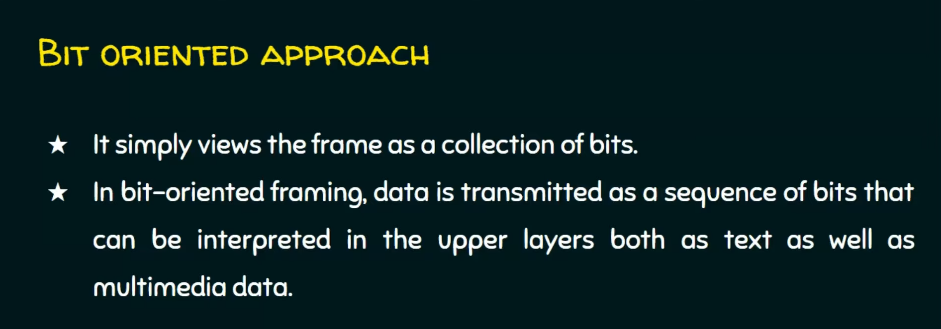 Bit oriented approach
★ It simply views the frame as a collection of bits.
★ In bit-oriented framing, data is transmitted as a sequence of bits that
can be interpreted in the upper layers both as text as well as
multimedia data.